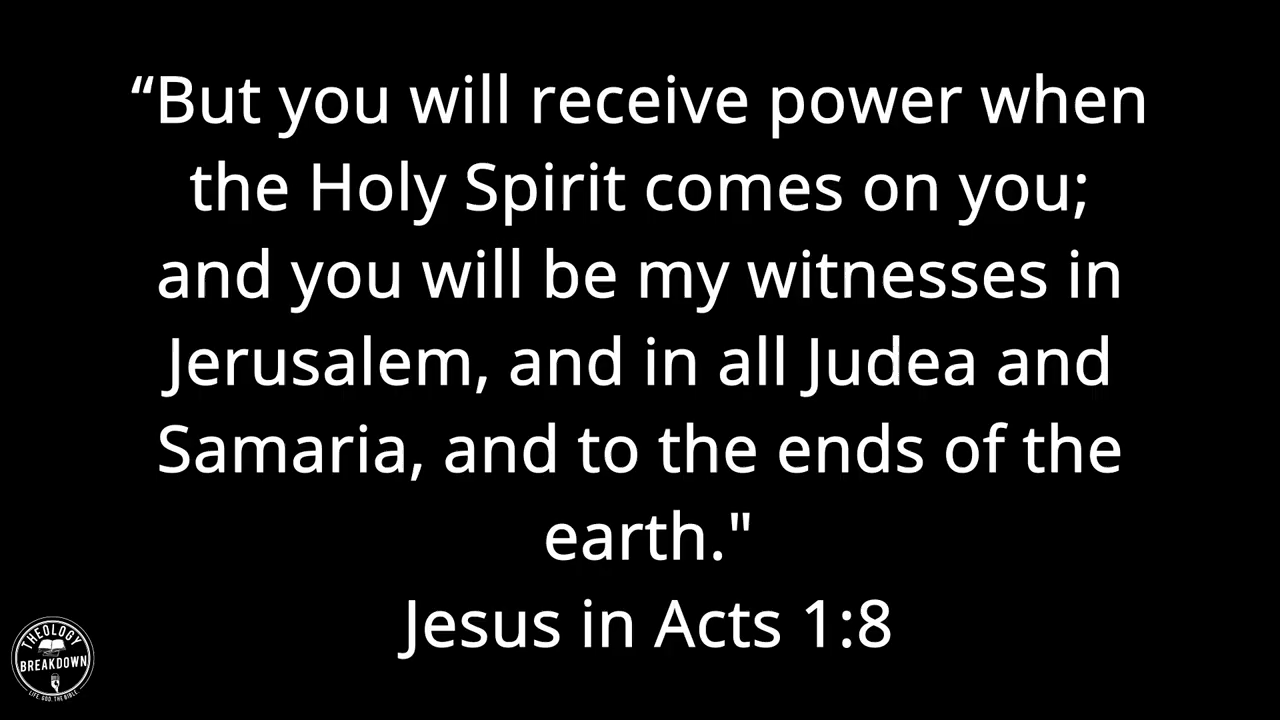 “But you will receive power when
the Holy Spirit comes on you;
and you will be my witnesses in
Jerusalem, and in all Judea and
Samaria, and to the ends of the
earth."
Jesus in Acts 1:8
THEOLOGY
BREAKDOWN
LIFE. GOD. THE BIBLE